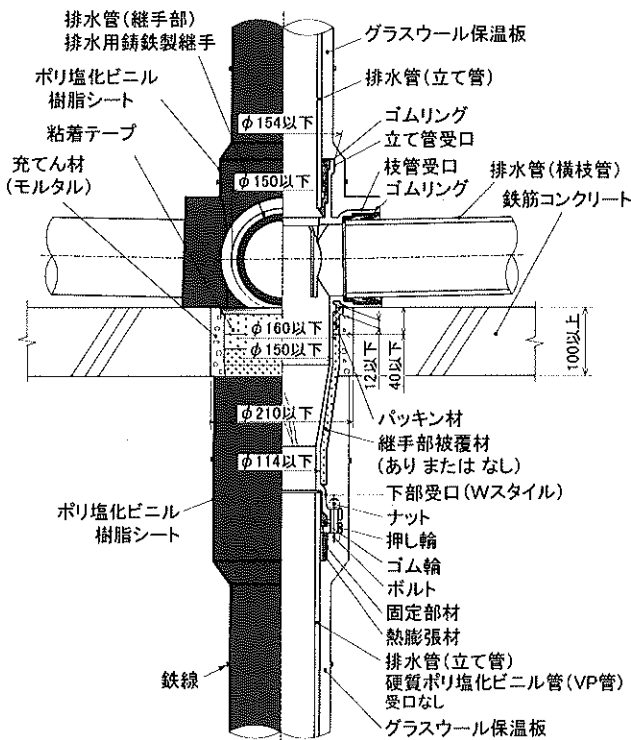 排水管(継手部)
排水用鋳鉄製継手
ポリ塩化ビニル
樹脂シート
粘着テープ
充てん材
(モルタル)
グラスウール保温板
排水管(立て管)
φ154以下
ゴムリング
立て管受口
φ150以下
枝管受口
ゴムリング
排水管(横枝管)
鉄筋コンクリート
φ160以下
φ150以下
12以下
40以下
100以上
φ210以下
パッキン材
継手部被覆材
(あり または なし)
φ114以下
下部受口(Wスタイル)
ポリ塩化ビニル
樹脂シート
ナット
押し輪
ゴム輪
ボルト
固定部材
熱膨張材
鉄線
排水管(立て管)
硬質ポリ塩化ビニル管(VP管)
受口なし
グラスウール保温板